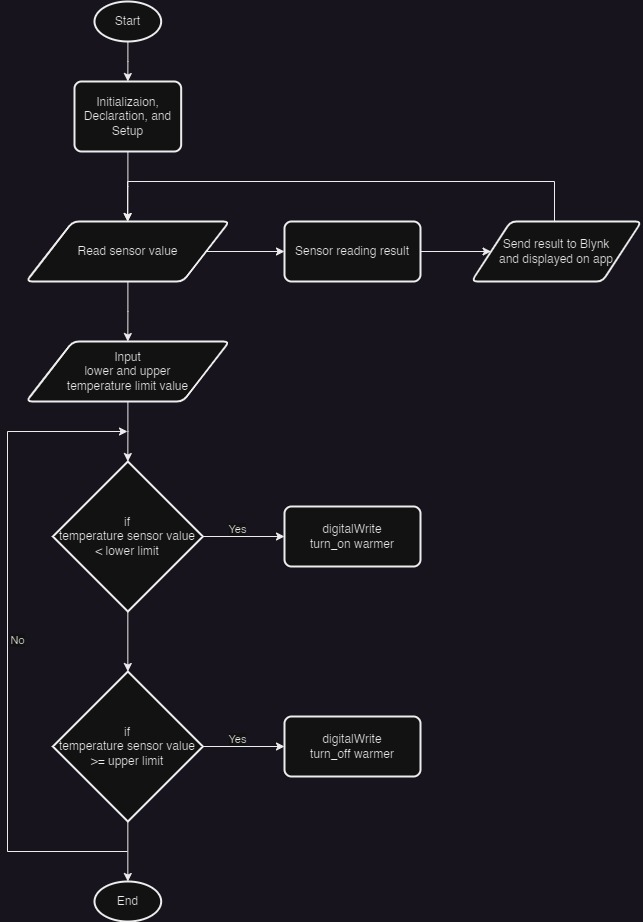 Start
Initializaion,
Declaration, and
Setup
Read sensor value
Sensor reading result
Send result to Blynk
and displayed on app
Input
lower and upper
temperature limit value
if
temperature sensor value
< lower limit
Yes
digitalWrite
turn_on warmer
No
if
temperature sensor value
>= upper limit
Yes
digitalWrite
turn_off warmer
End